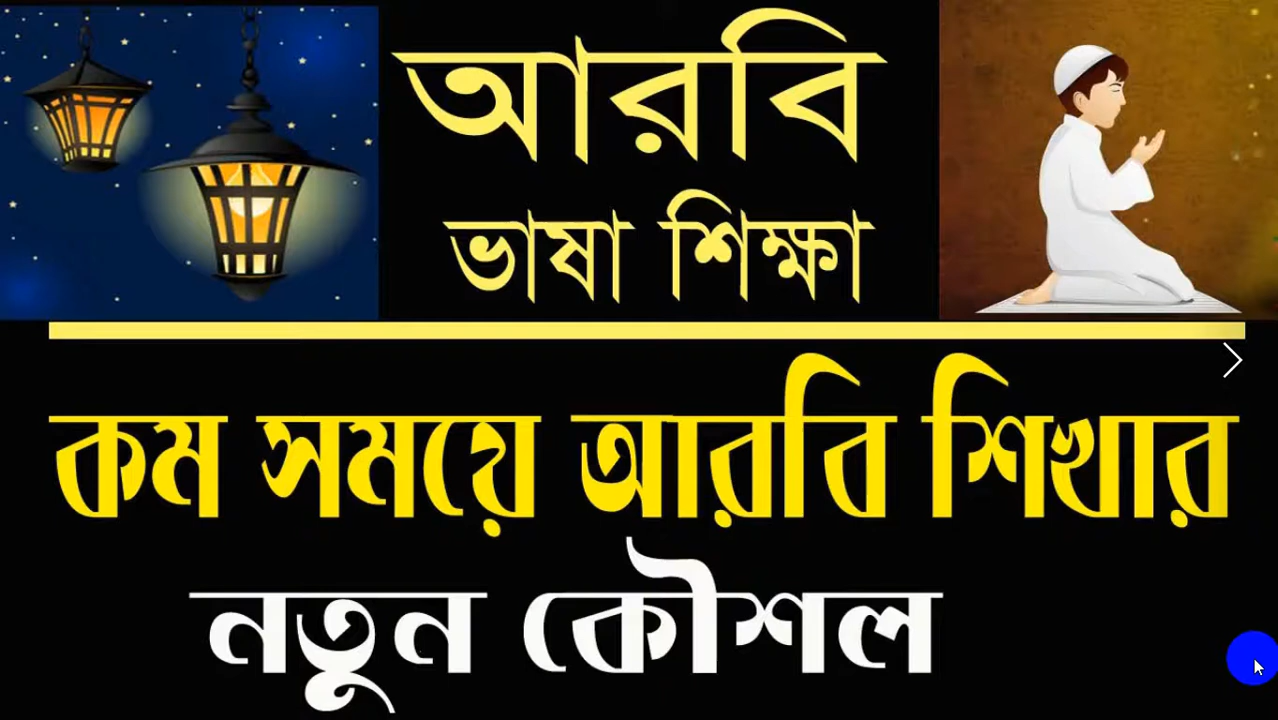 আরবি
ভাষা শিক্ষা
কম সময়ে আরবি শিখার
নতুন কৌশল